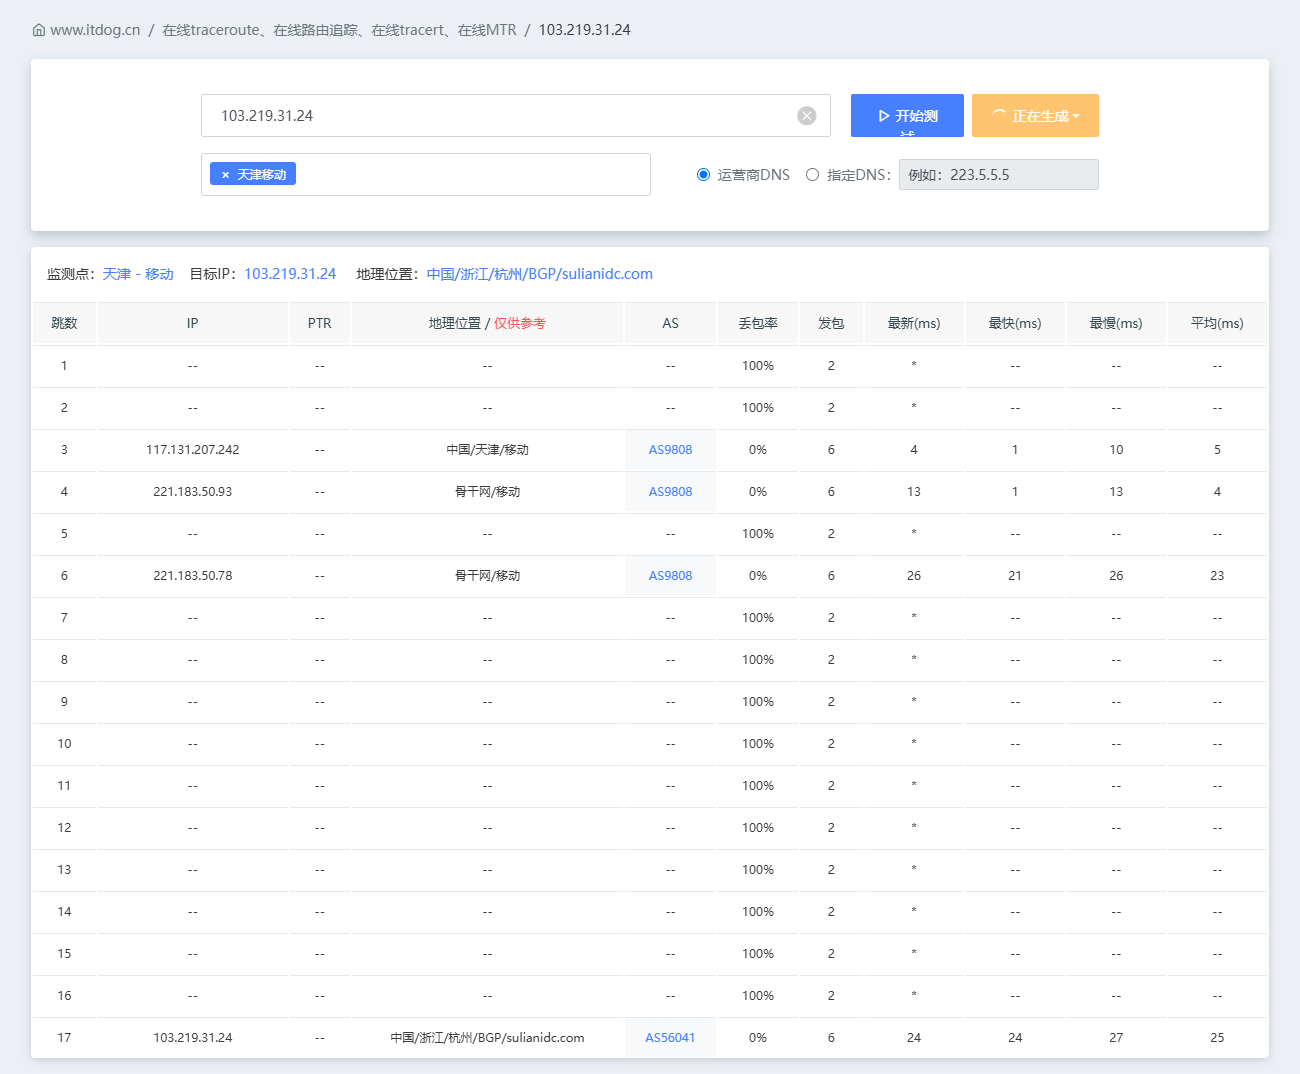 www.itdog.cn / 在线traceroute、在线路由追踪、在线tracert、在线MTR / 103.219.31.24
103.219.31.24
开始测试
正在生成
× 天津移动
运营商DNS 指定DNS： 例如：223.5.5.5
监测点：天津 - 移动 目标IP：103.219.31.24 地理位置：中国/浙江/杭州/BGP/sulianidc.com
跳数 IP PTR 地理位置 / 仅供参考 AS 丢包率 发包 最新(ms) 最快(ms) 最慢(ms) 平均(ms)
1 -- -- -- -- 100% 2 * -- -- --
2 -- -- -- -- 100% 2 * -- -- --
3 117.131.207.242 -- 中国/天津/移动 AS9808 0% 6 4 1 10 5
4 221.183.50.93 -- 骨干网/移动 AS9808 0% 6 13 1 13 4
5 -- -- -- -- 100% 2 * -- -- --
6 221.183.50.78 -- 骨干网/移动 AS9808 0% 6 26 21 26 23
7 -- -- -- -- 100% 2 * -- -- --
8 -- -- -- -- 100% 2 * -- -- --
9 -- -- -- -- 100% 2 * -- -- --
10 -- -- -- -- 100% 2 * -- -- --
11 -- -- -- -- 100% 2 * -- -- --
12 -- -- -- -- 100% 2 * -- -- --
13 -- -- -- -- 100% 2 * -- -- --
14 -- -- -- -- 100% 2 * -- -- --
15 -- -- -- -- 100% 2 * -- -- --
16 -- -- -- -- 100% 2 * -- -- --
17 103.219.31.24 -- 中国/浙江/杭州/BGP/sulianidc.com AS56041 0% 6 24 24 27 25